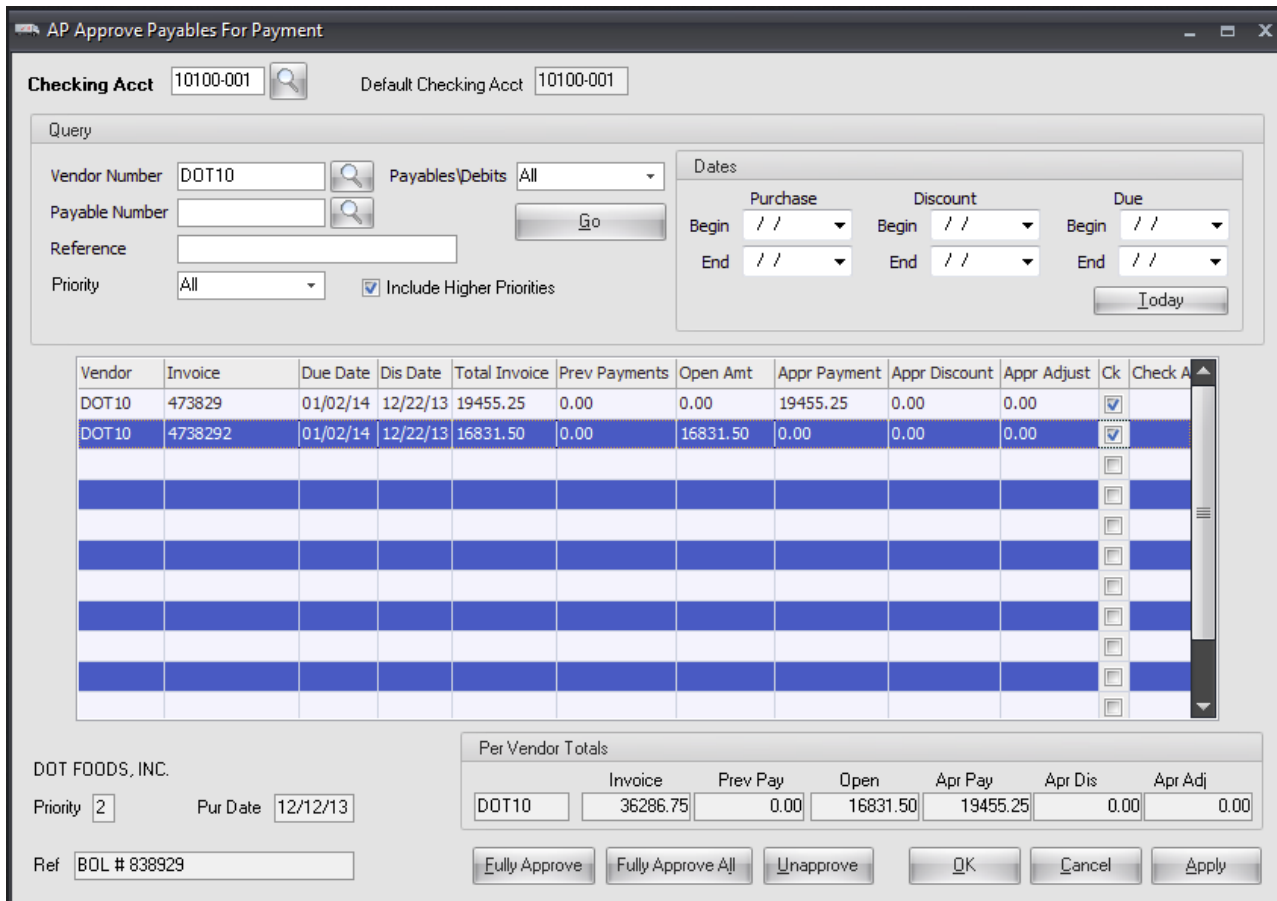 AP Approve Payables For Payment
Checking Acct 10100-001 Default Checking Acct 10100-001
Query
Vendor Number DOT10 Payables\Debits All
Payable Number Go
Reference
Priority All Include Higher Priorities
Dates
Purchase Discount Due
Begin / / Begin / / Begin / /
End / / End / / End / /
Today
Vendor Invoice Due Date Dis Date Total Invoice Prev Payments Open Amt Appr Payment Appr Discount Appr Adjust Ck Check A
DOT10 473829 01/02/14 12/22/13 19455.25 0.00 0.00 19455.25 0.00 0.00
DOT10 4738292 01/02/14 12/22/13 16831.50 0.00 16831.50 0.00 0.00 0.00
DOT FOODS, INC.
Priority 2 Pur Date 12/12/13
Ref BOL # 838929
Per Vendor Totals
Invoice Prev Pay Open Apr Pay Apr Dis Apr Adj
DOT10 36286.75 0.00 16831.50 19455.25 0.00 0.00
Fully Approve Fully Approve All Unapprove OK Cancel Apply